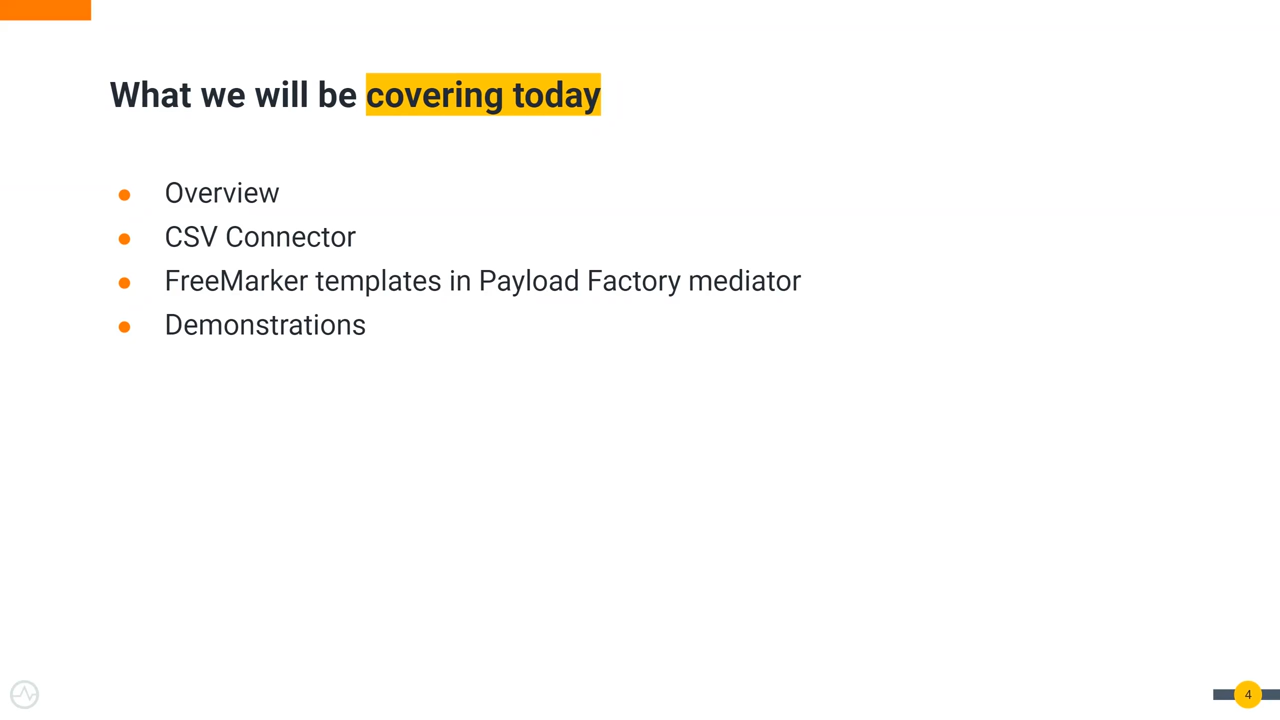 What we will be covering today
● Overview
● CSV Connector
● FreeMarker templates in Payload Factory mediator
● Demonstrations
4